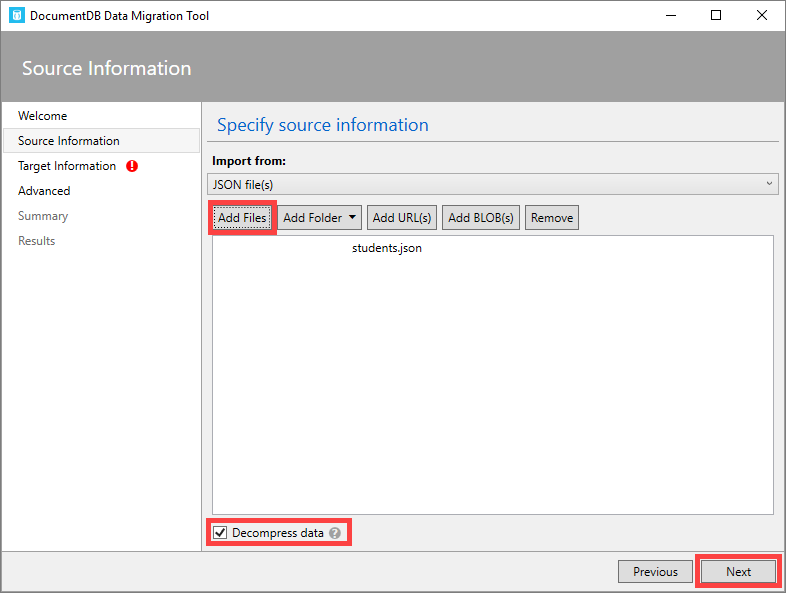 DocumentDB Data Migration Tool
Source Information
Welcome
Source Information
Target Information
Advanced
Summary
Results
Specify source information
Import from:
JSON file(s)
Add Files Add Folder Add URL(s) Add BLOB(s) Remove
students.json
Decompress data ?
Previous Next